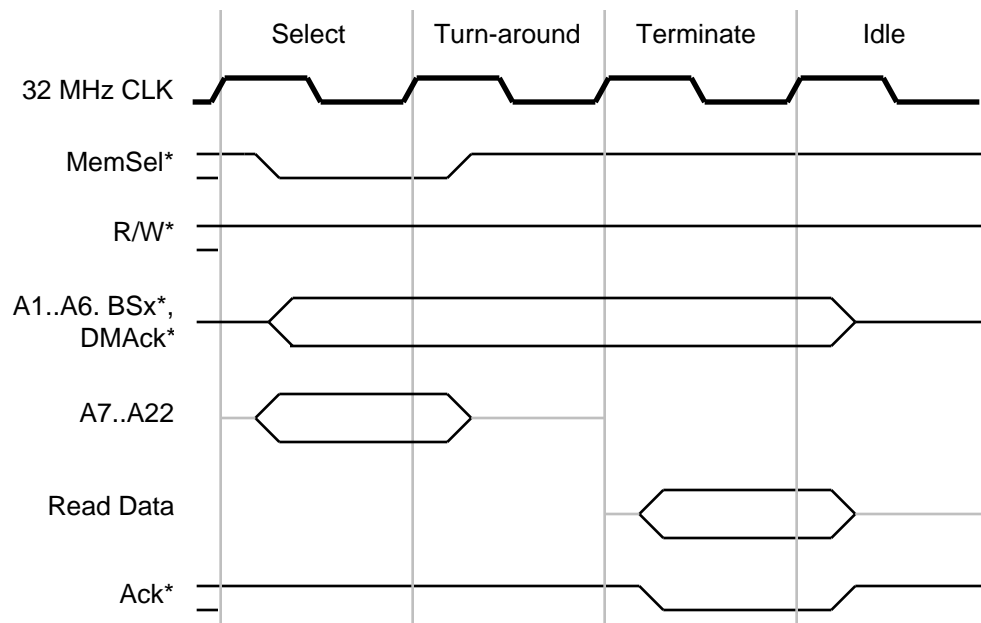 Select Turn-around Terminate Idle
32 MHz CLK
MemSel*
R/W*
A1..A6. BSx*,
DMAck*
A7..A22
Read Data
Ack*